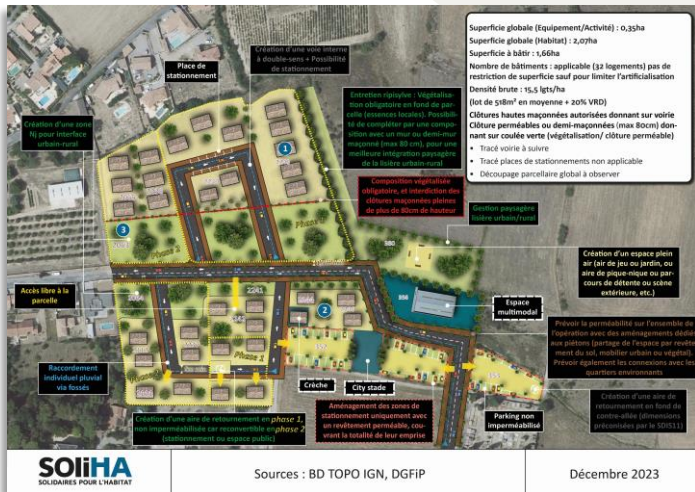 Superficie globale (Equipement/Activité) : 0,35ha
Superficie globale (Habitat) : 2,07ha
Superficie à bâtir : 1,66ha
Nombre de bâtiments : applicable (32 logements) pas de
restriction de superficie sauf pour limiter l'artificialisation
Densité brute : 15,5 lgts/ha
(lot de 518m² en moyenne + 20% VRD)
Clôtures hautes maçonnées autorisées donnant sur voirie
Clôture perméables ou demi-maçonnées (max 80cm) don-
nant sur coulée verte (végétalisation/ clôture perméable)
• Tracé voirie à suivre
• Tracé places de stationnements non applicable
• Découpage parcellaire global à observer
Création d'une voie interne
à double-sens + Possibilité
de stationnement
Place de
stationnement
Entretien ripisylve : Végétalisa-
tion obligatoire en fond de par-
celle (essences locales). Possibili-
té de compléter par une compo-
sition avec un mur ou demi-mur
maçonné (max 80 cm), pour une
meilleure intégration paysagère
de la lisière urbain-rural
Création d'une zone
Nj pour interface
urbain-rural
1
Composition végétalisée
obligatoire, et interdiction des
clôtures maçonnées pleines
de plus de 80cm de hauteur
Gestion paysagère
lisière urbain/rural
3
Phase 2
380
Création d'un espace plein
air (air de jeu ou jardin, ou
aire de pique-nique ou par-
cours de détente ou scène
extérieure, etc.)
Accès libre à la
parcelle
2241
242
2
Espace
multimodal
Phase 1
Prévoir la perméabilité sur l'ensemble de
l'opération avec des aménagements dédiés
aux piétons (partage de l'espace par revête-
ment du sol, mobilier urbain ou végétal).
Prévoir également les connexions avec les
quartiers environnants
Raccordement
individuel pluvial
via fossés
Crèche
City stade
353
Création d'une aire de retournement en phase 1,
non imperméabilisée car reconvertible en phase 2
(stationnement ou espace public)
Aménagement des zones de
stationnement uniquement avec
un revêtement perméable, cou-
vrant la totalité de leur emprise
Parking non
imperméabilisé
Création d'une aire de
retournement en fond de
contre-allée (dimensions
préconisées par le SDIS11)
SOLiHA
SOLIDAIRES POUR L'HABITAT
Sources : BD TOPO IGN, DGFiP
Décembre 2023